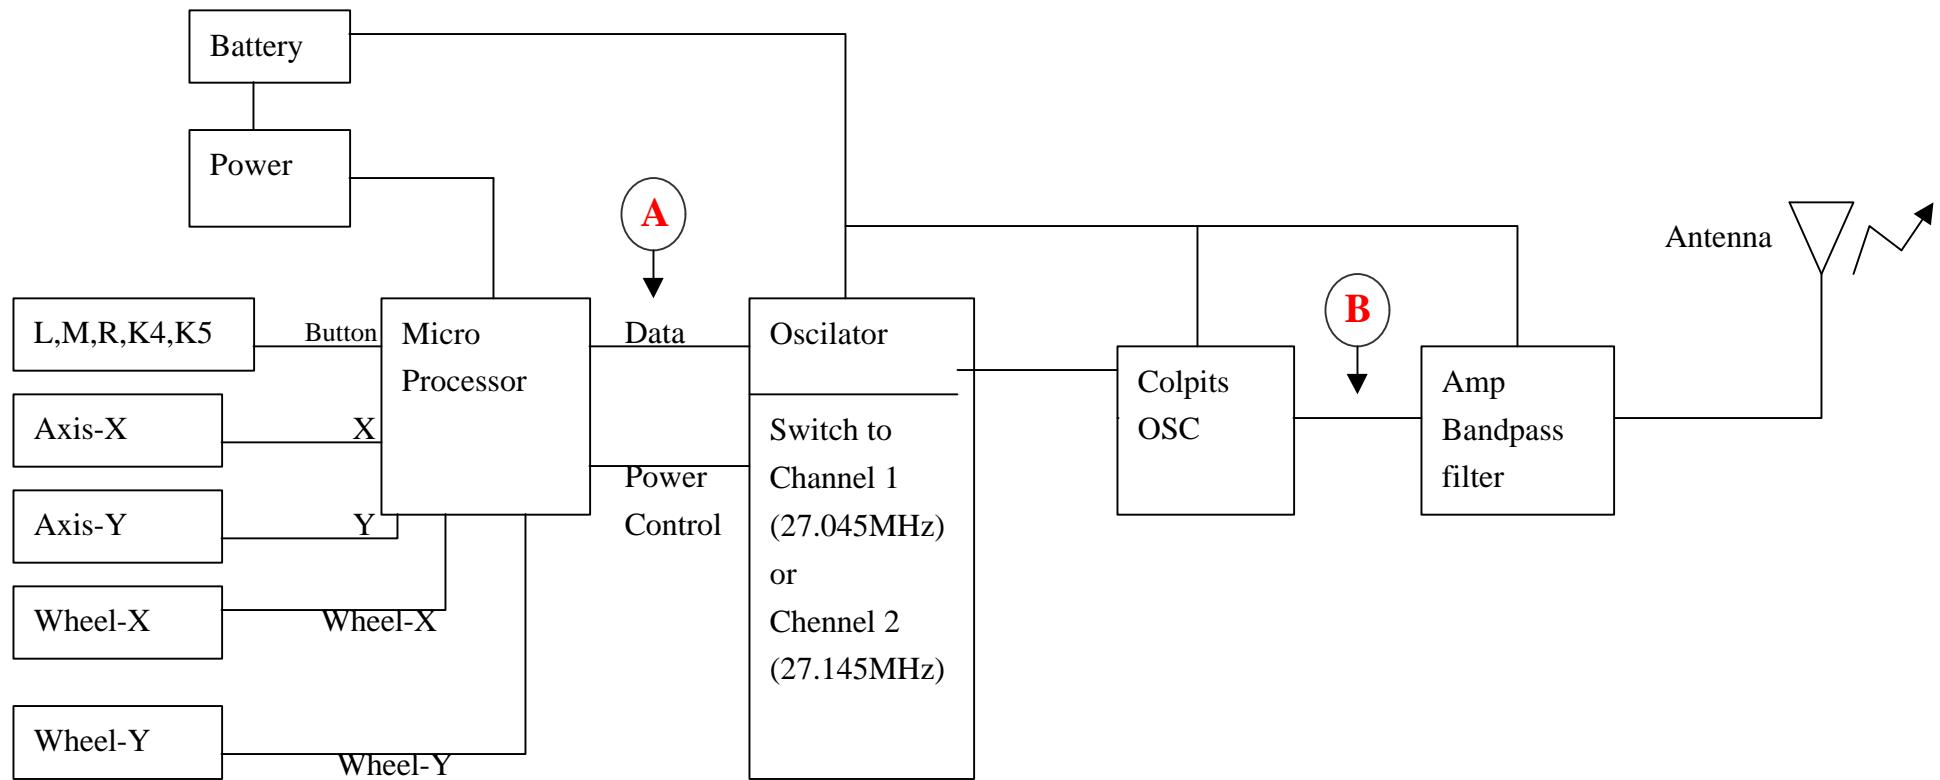 Battery
Power
A
Antenna
B
L,M,R,K4,K5
Button
Micro
Processor
Data
Oscilator
Colpits
OSC
Amp
Bandpass
filter
Axis-X
X
Switch to
Channel 1
(27.045MHz)
or
Chennel 2
(27.145MHz)
Power
Control
Axis-Y
Y
Wheel-X
Wheel-X
Wheel-Y
Wheel-Y